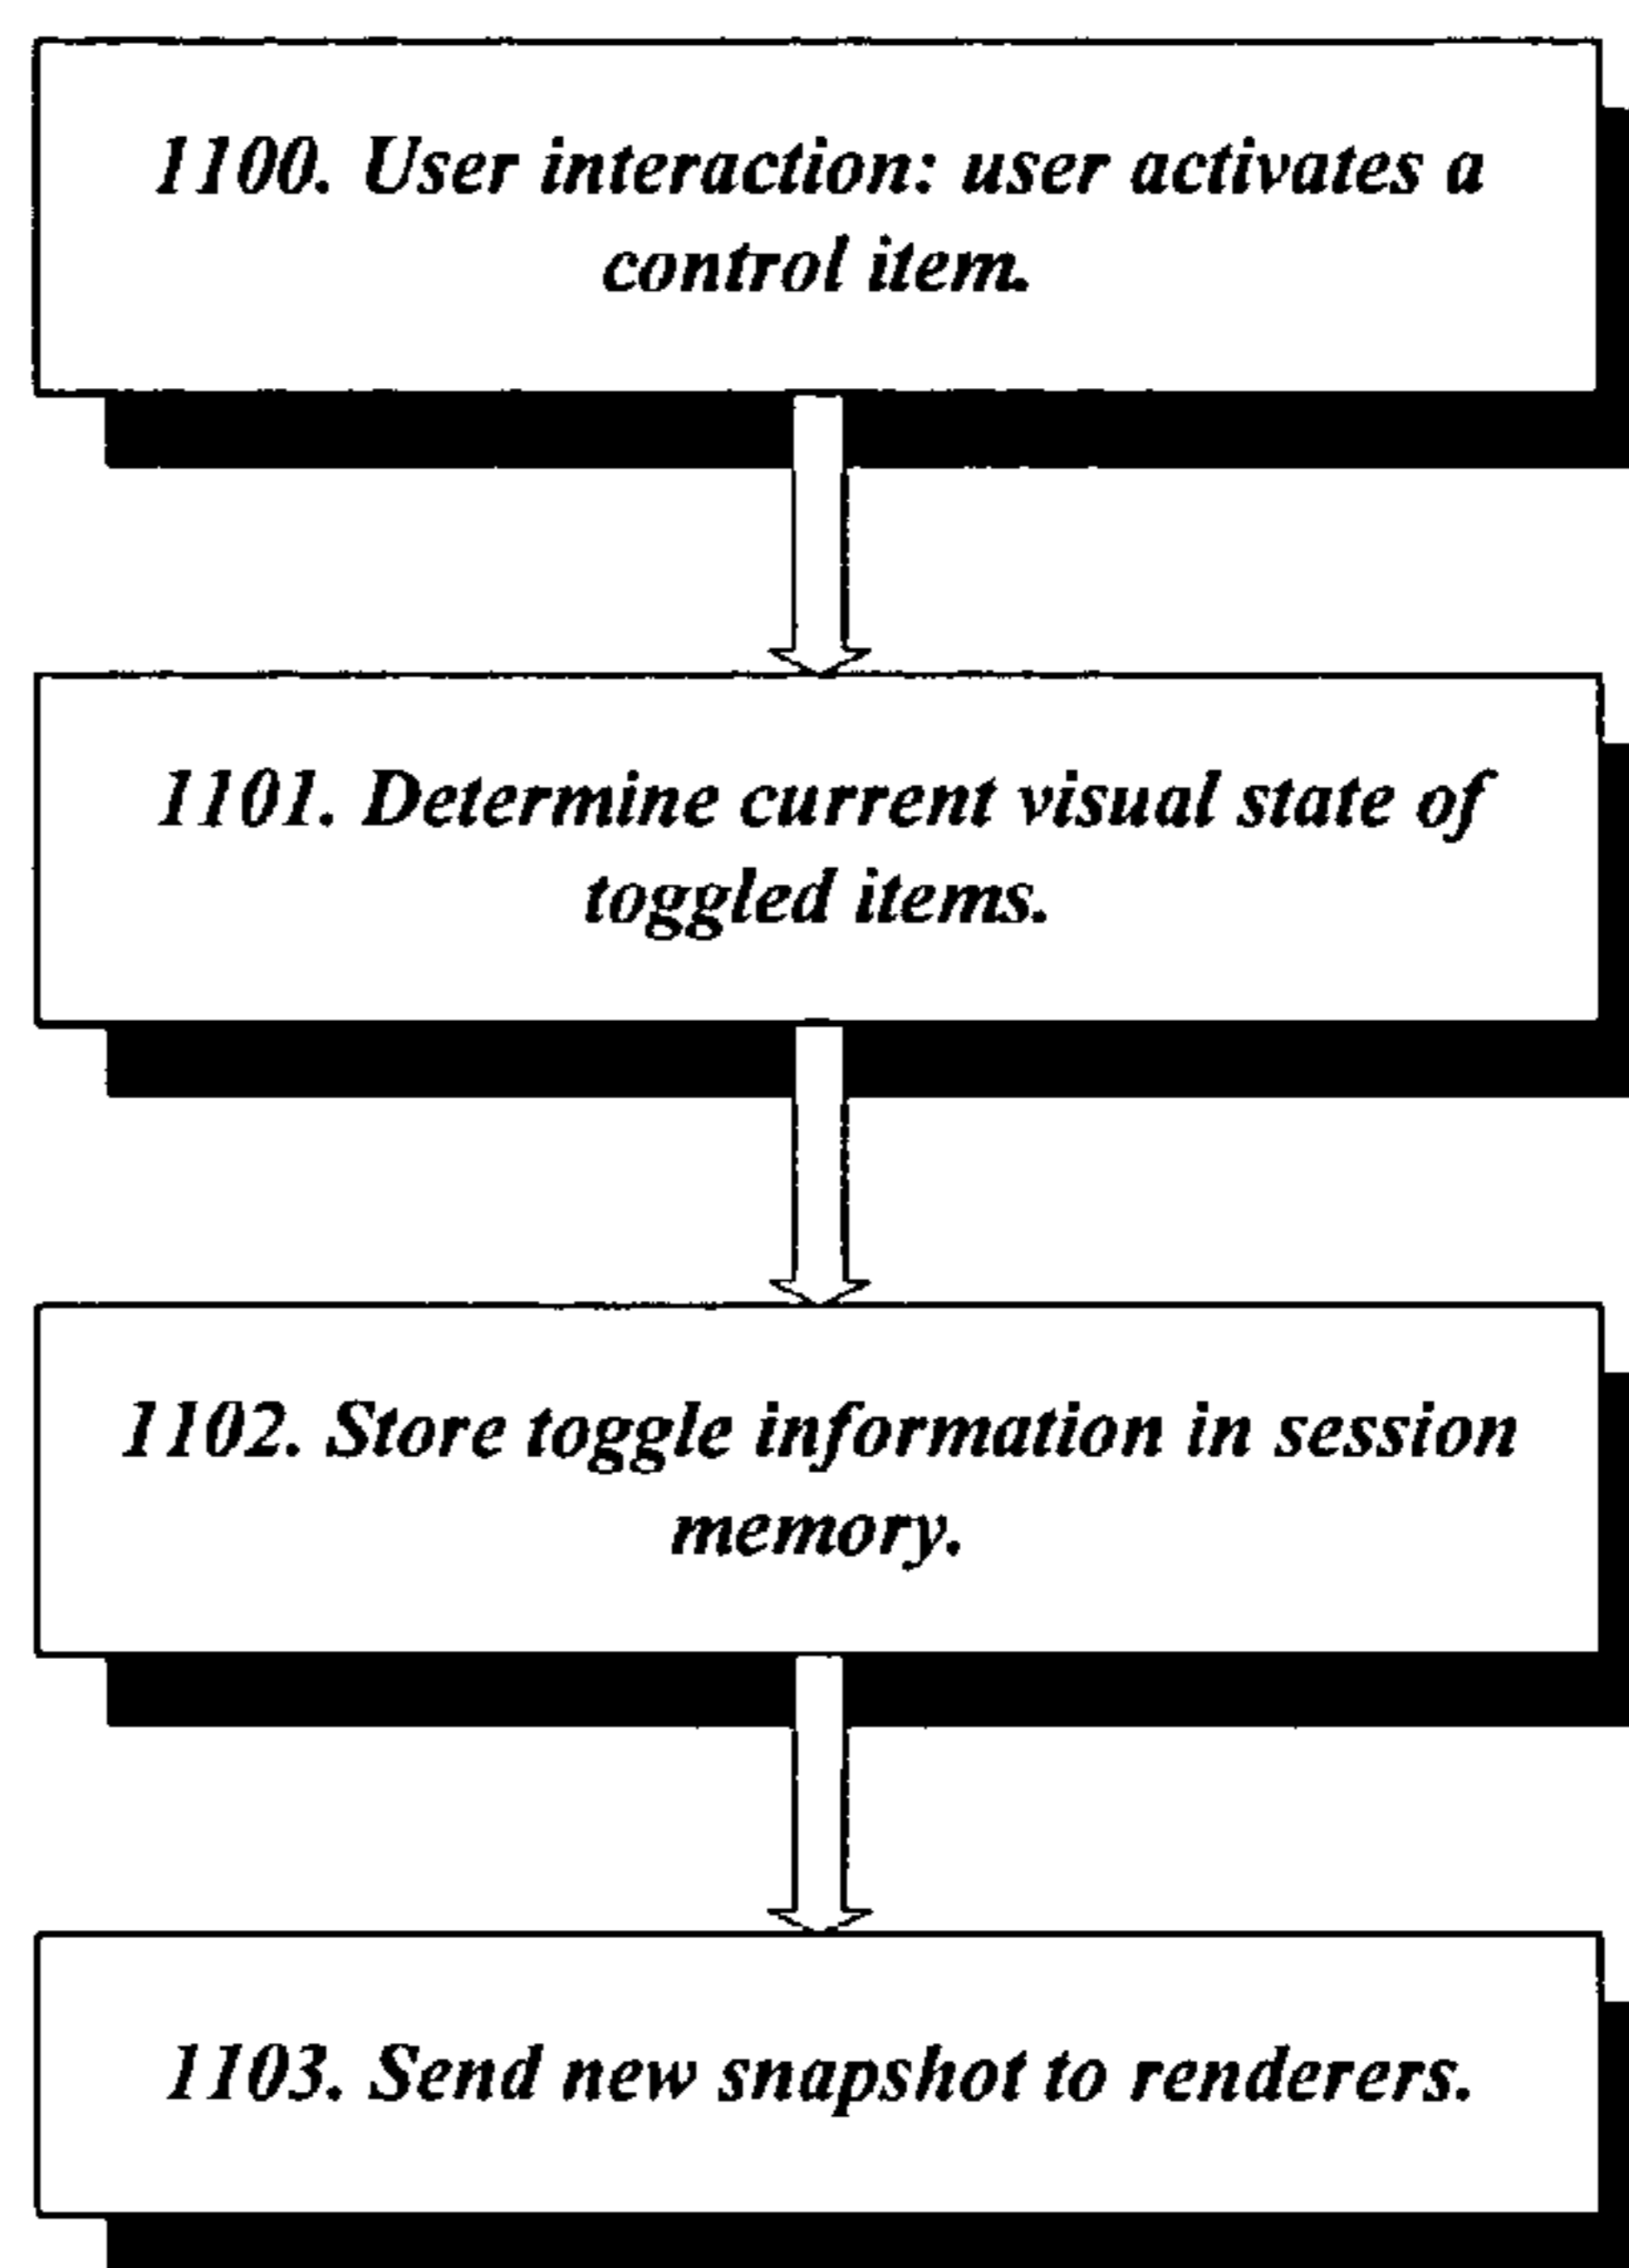 1100. User interaction: user activates a
control item.
1101. Determine current visual state of
toggled items.
1102. Store toggle information in session
memory.
1103. Send new snapshot to renderers.